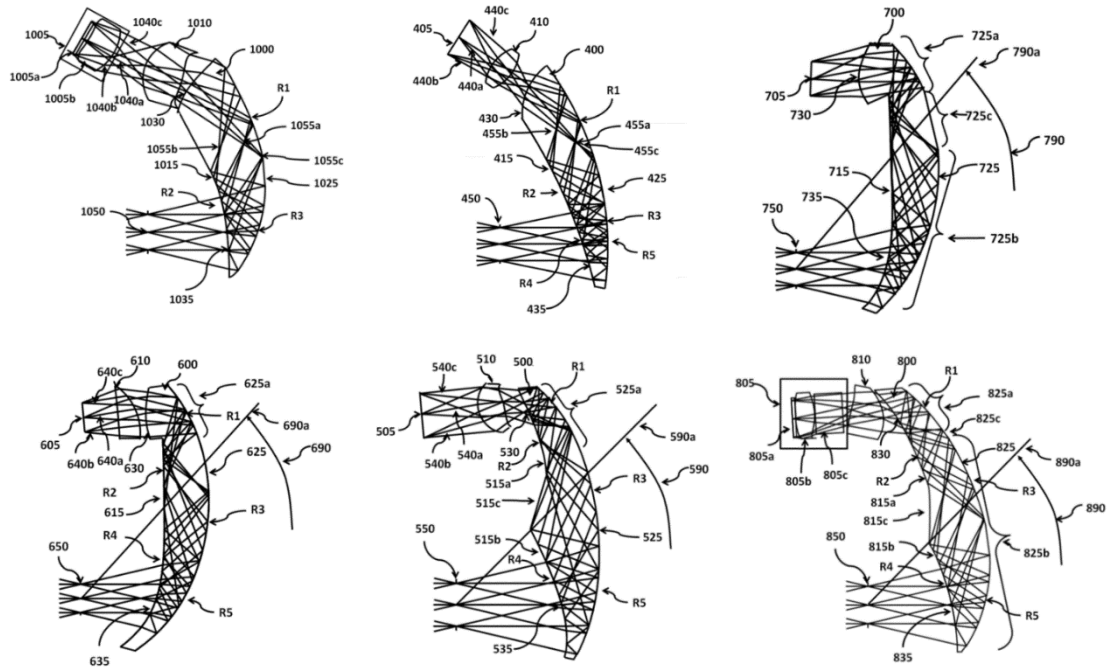 1005
1040c
1010
1000
1005a
1005b
1040b
1040a
1030
R1
1055a
1055b
1055c
1015
1025
R2
1050
R3
1035
405
440c
410
400
440b
440a
430
R1
455b
455a
455c
415
425
R2
450
R3
R5
R4
435
700
725a
790a
705
730
725c
790
715
725
735
750
725b
610
600
640c
625a
R1
690a
605
640b
640a
630
625
690
R2
615
R3
R4
650
R5
635
510
500
540c
R1
525a
505
590a
540b
540a
530
R2
590
515a
R3
515c
550
515b
525
R4
R5
535
810
800
R1
805
825a
825c
805a
830
825
890a
805b
805c
R2
R3
815a
890
815c
850
815b
825b
R4
R5
835